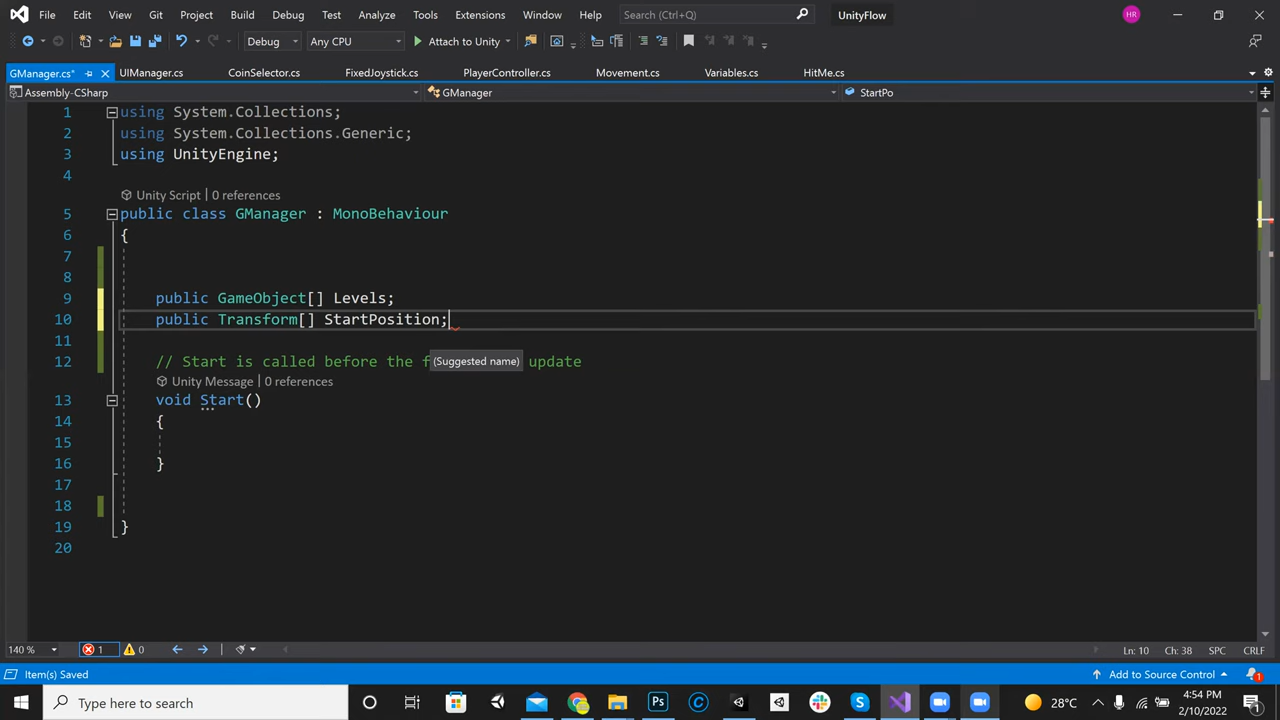 File Edit View Git Project Build Debug Test Analyze Tools Extensions Window Help Search (Ctrl+Q) UnityFlow HR
Debug Any CPU Attach to Unity
GManager.cs* UIManager.cs CoinSelector.cs FixedJoystick.cs PlayerController.cs Movement.cs Variables.cs HitMe.cs
Assembly-CSharp GManager StartPo
1 using System.Collections;
2 using System.Collections.Generic;
3 using UnityEngine;
4
Unity Script | 0 references
5 public class GManager : MonoBehaviour
6 {
7
8
9 public GameObject[] Levels;
10 public Transform[] StartPosition;
11
12 // Start is called before the f update
(Suggested name)
Unity Message | 0 references
13 void Start()
14 {
15
16 }
17
18
19 }
20
140 % 1 0 Ln: 10 Ch: 38 SPC CRLF
Item(s) Saved Add to Source Control 1
Type here to search 28°C 4:54 PM
2/10/2022 1